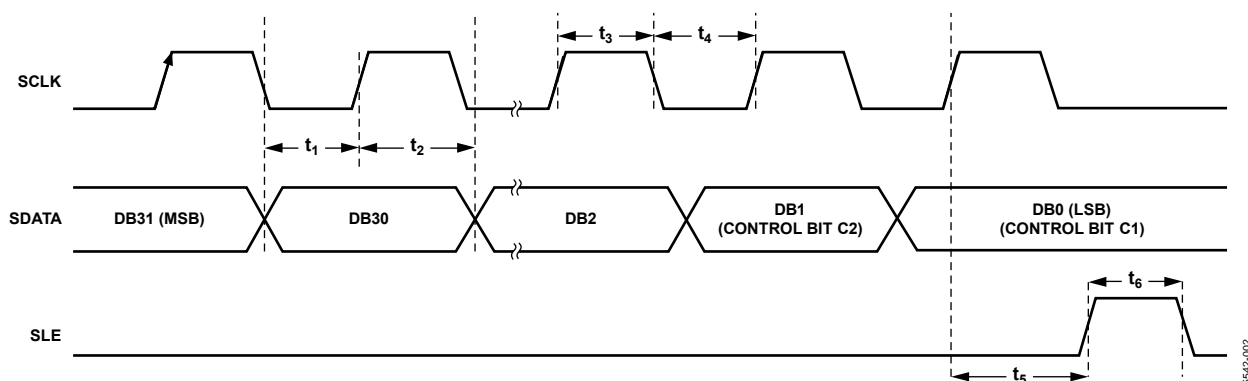 t₃
t₄
SCLK
t₁
t₂
SDATA
DB31 (MSB)
DB30
DB2
DB1
(CONTROL BIT C2)
DB0 (LSB)
(CONTROL BIT C1)
t₆
SLE
t₅